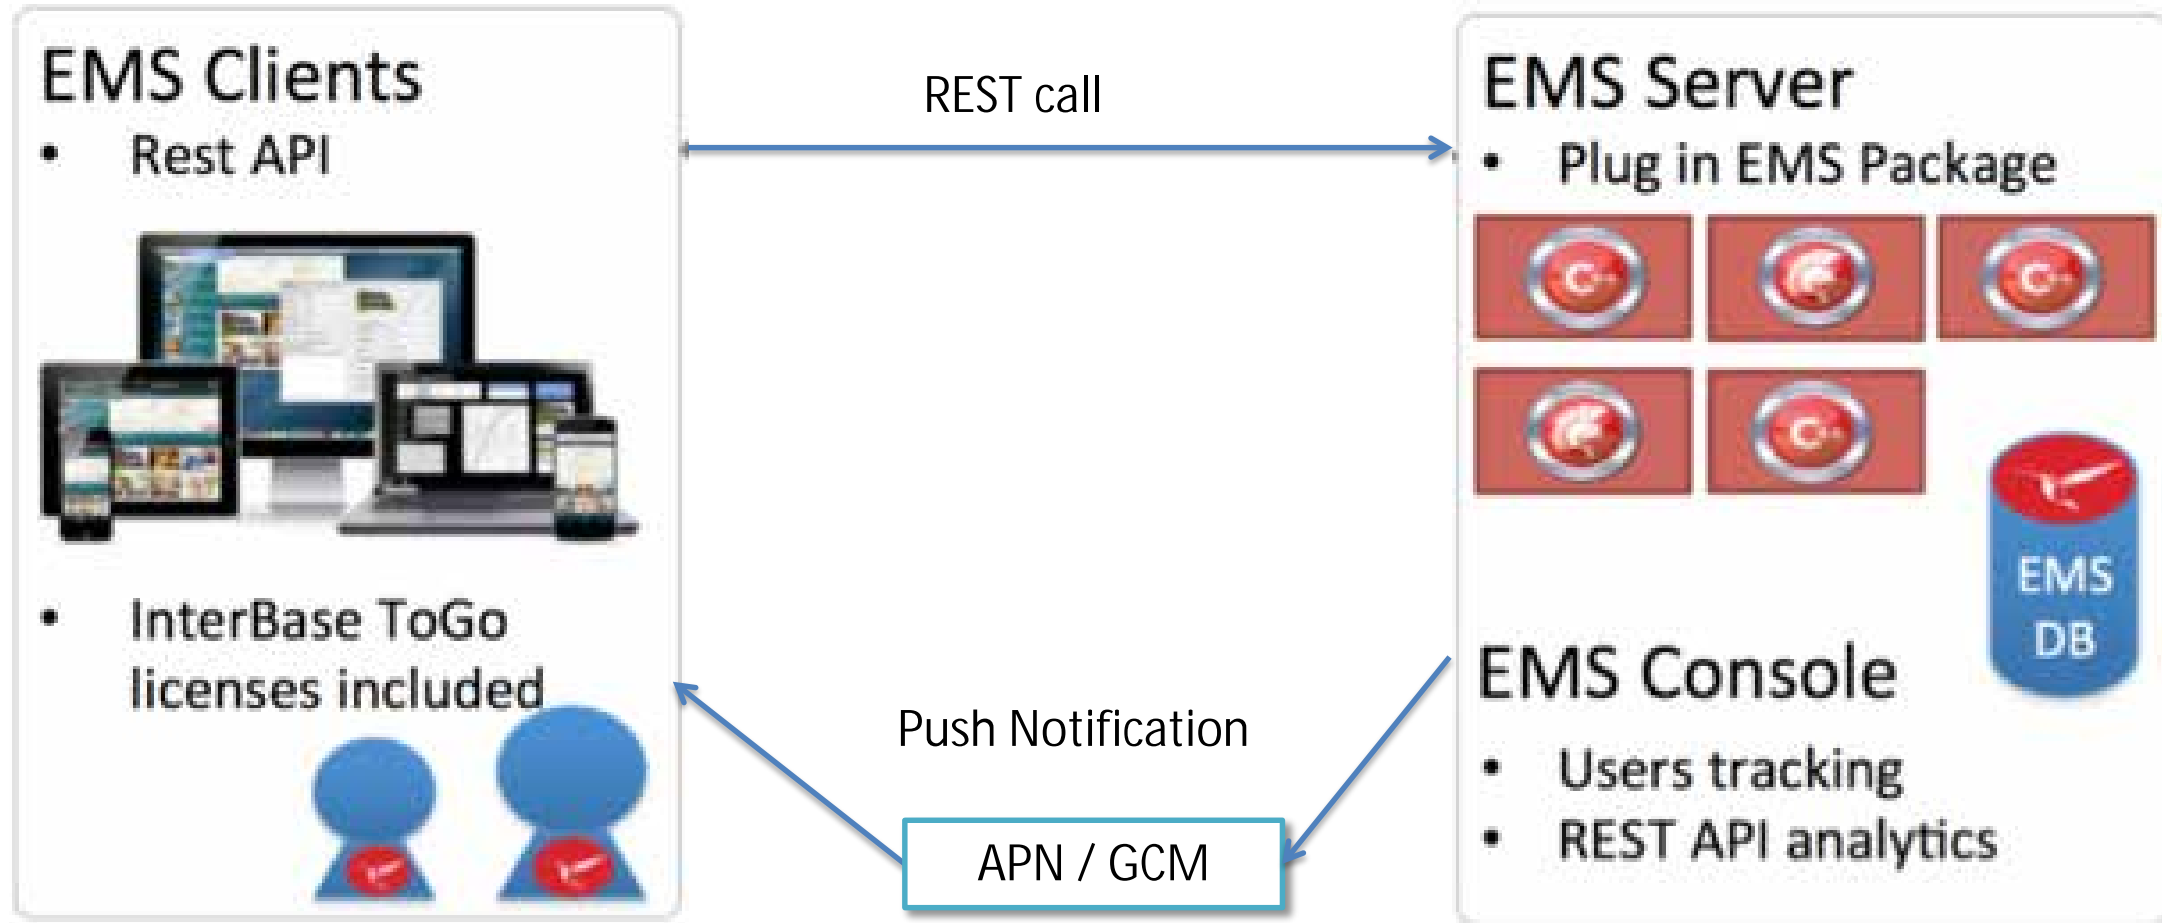 EMS Clients
• Rest API
• InterBase ToGo
licenses included
REST call
Push Notification
APN / GCM
EMS Server
• Plug in EMS Package
C++
C++
C++
EMS
DB
EMS Console
• Users tracking
• REST API analytics